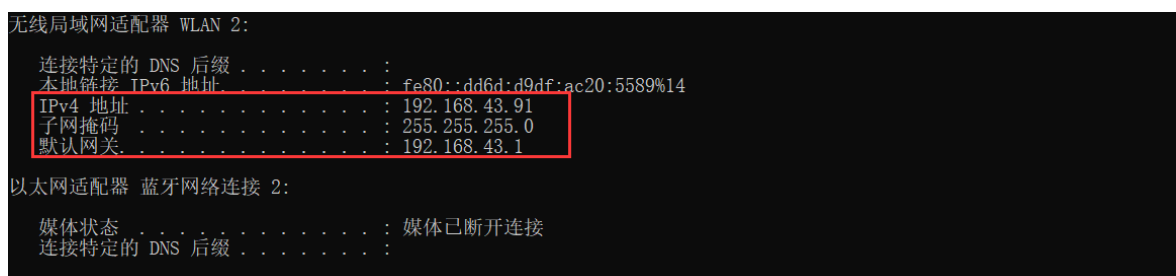 无线局域网适配器 WLAN 2:
连接特定的 DNS 后缀 . . . . . . . :
本地链接 IPv6 地址. . . . . . . . : fe80::dd6d:d9df:ac20:5589%14
IPv4 地址 . . . . . . . . . . . . : 192.168.43.91
子网掩码 . . . . . . . . . . . . : 255.255.255.0
默认网关. . . . . . . . . . . . . : 192.168.43.1
以太网适配器 蓝牙网络连接 2:
媒体状态 . . . . . . . . . . . . : 媒体已断开连接
连接特定的 DNS 后缀 . . . . . . . :